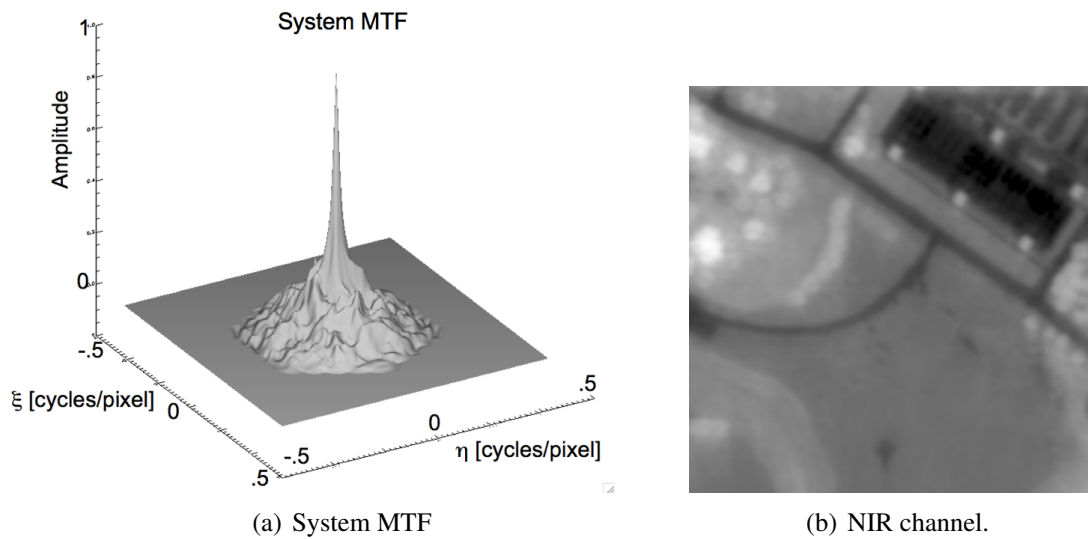 System MTF
1
Amplitude
0
-.5
ξ [cycles/pixel]
0
.5
-.5
0
η [cycles/pixel]
.5
(a) System MTF
(b) NIR channel.